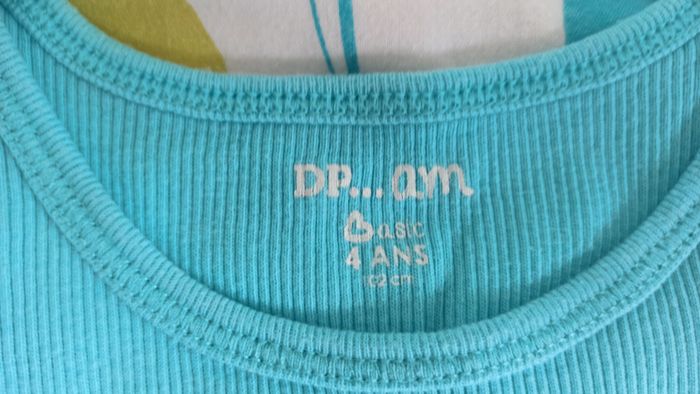 DP...am
Basic
4 ANS
102 cm